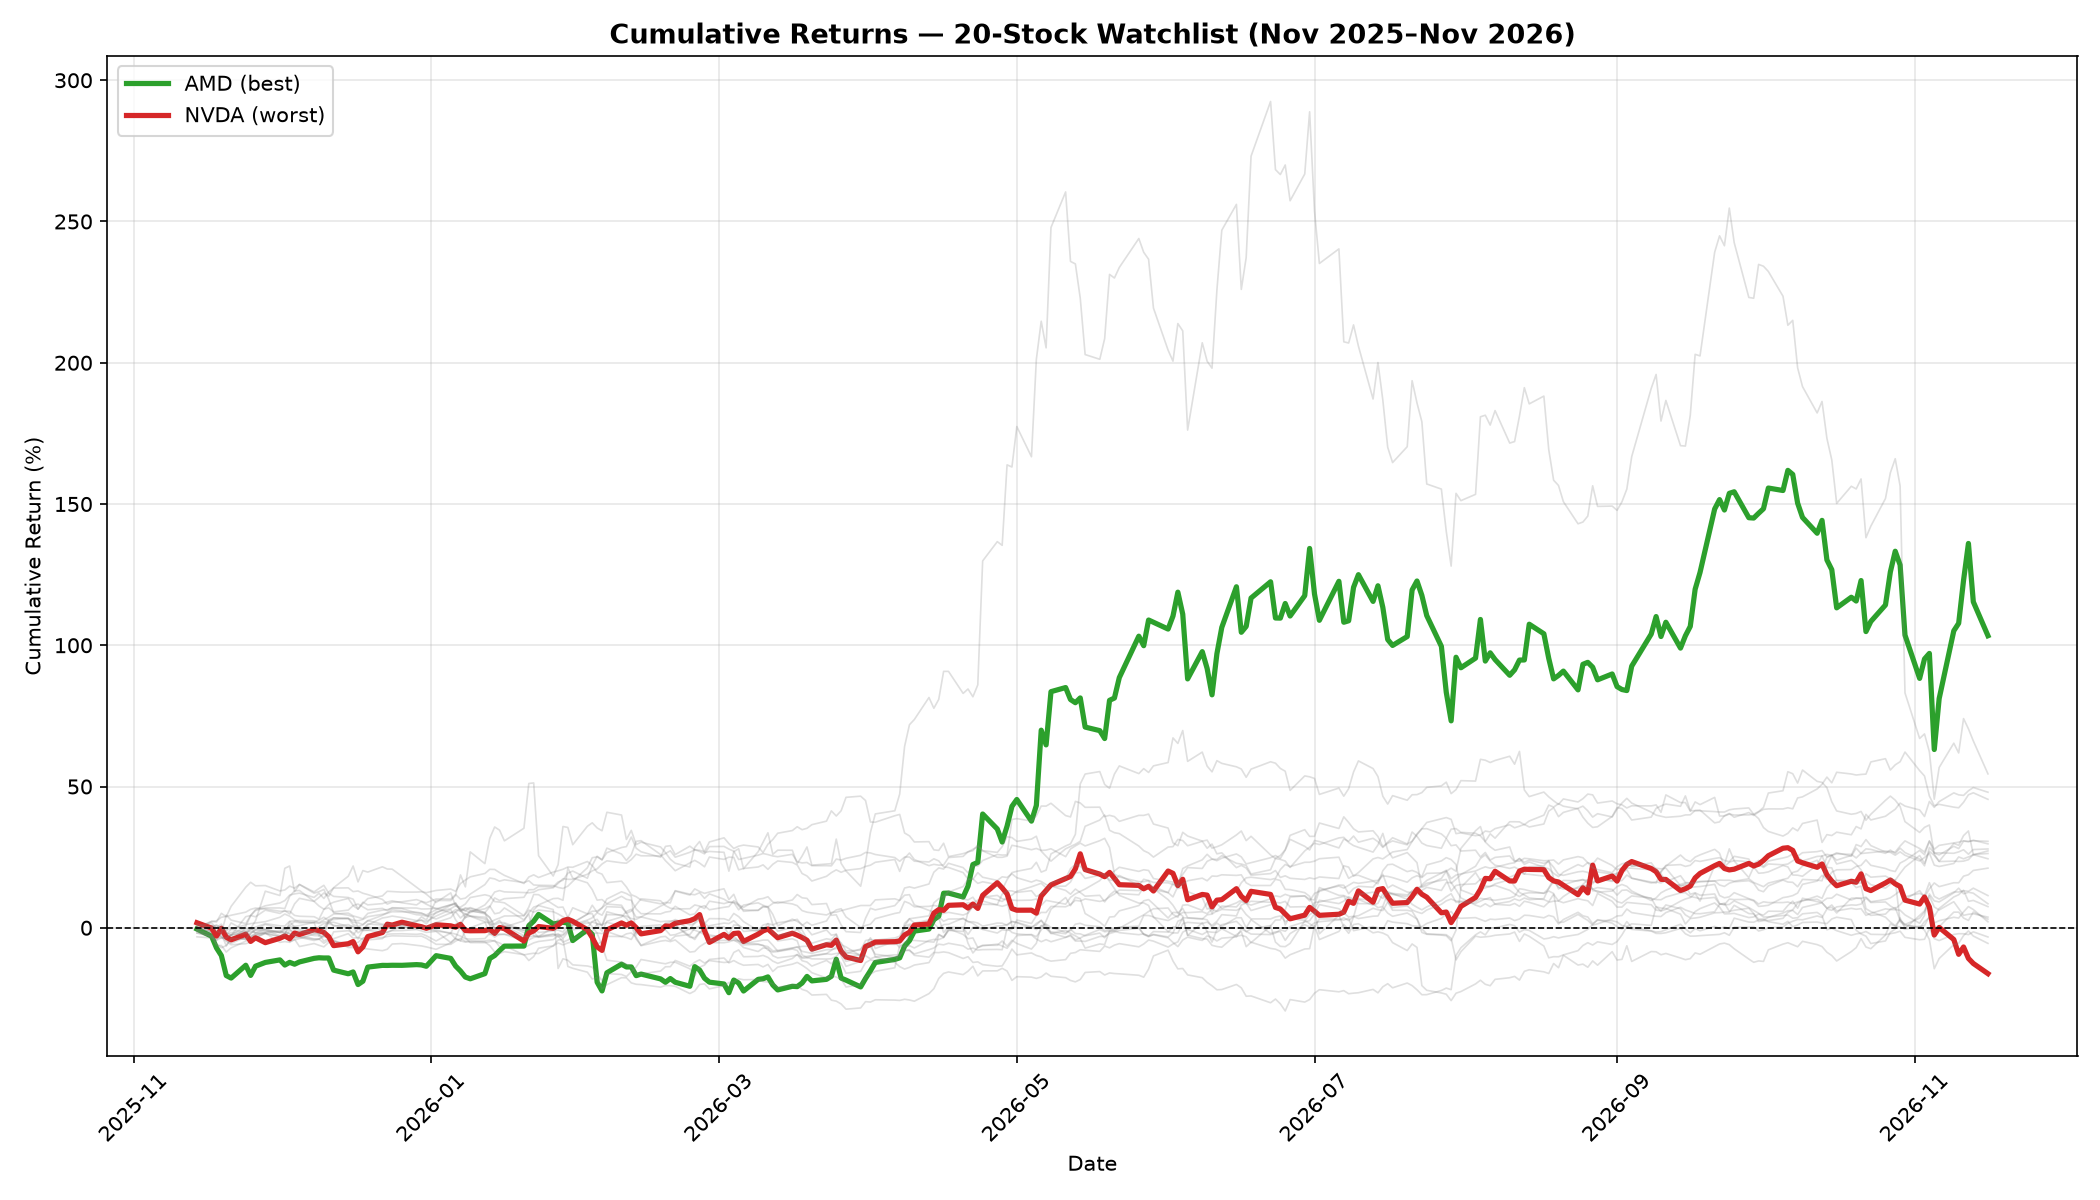 Cumulative Returns — 20-Stock Watchlist (Nov 2025–Nov 2026)
AMD (best)
NVDA (worst)
300
250
200
150
100
50
0
Cumulative Return (%)
2025-11
2026-01
2026-03
2026-05
2026-07
2026-09
2026-11
Date